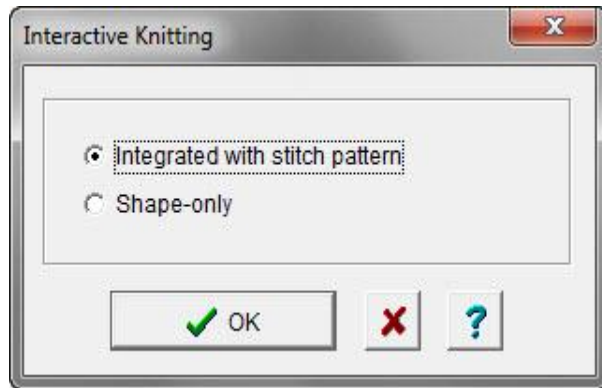 Interactive Knitting
Integrated with stitch pattern
Shape-only
OK